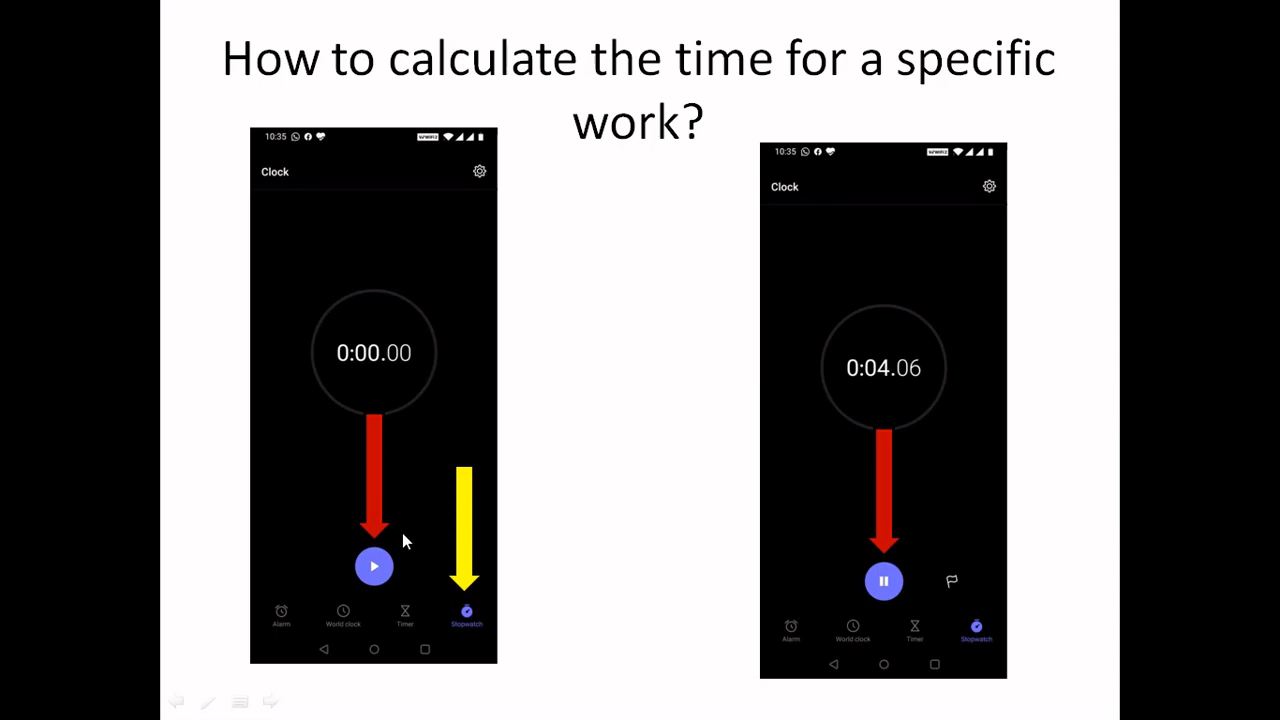 How to calculate the time for a specific
work?
10:35
Clock
0:00.00
Alarm
World clock
Timer
Stopwatch
10:35
Clock
0:04.06
Alarm
World clock
Timer
Stopwatch